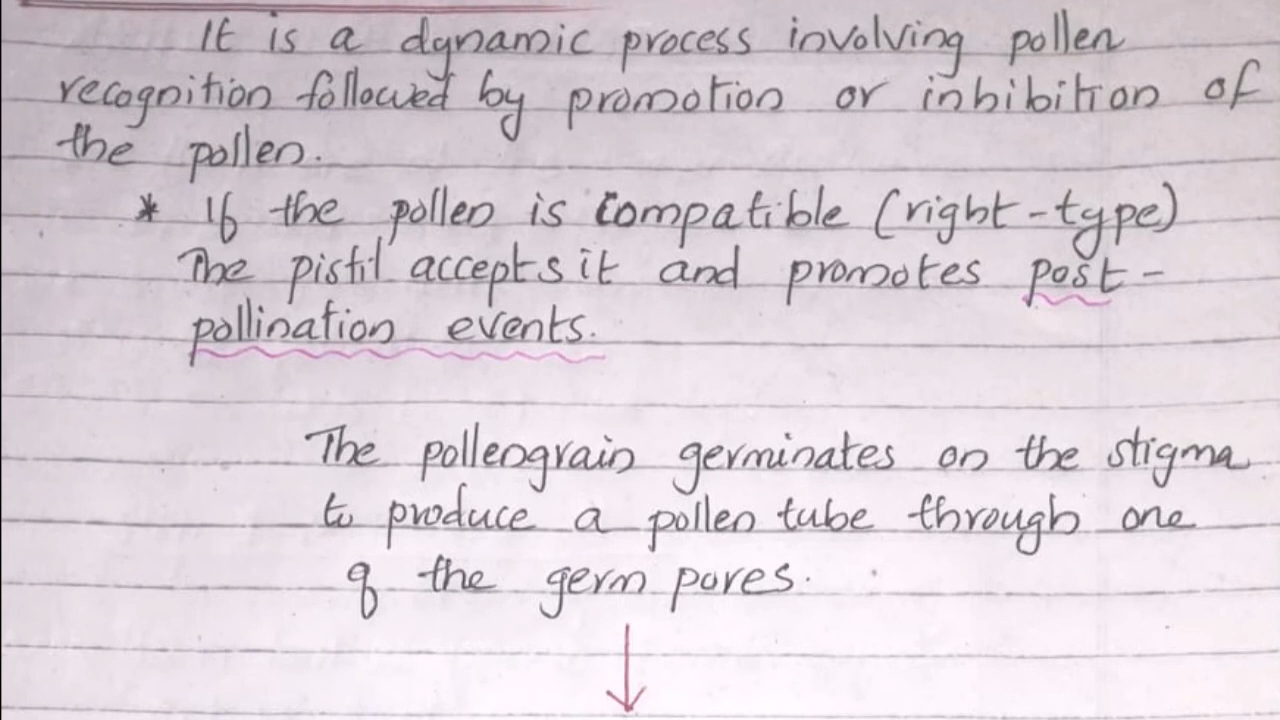 It is a dynamic process involving pollen
recognition followed by promotion or inhibition of
the pollen.
* If the pollen is compatible (right-type)
The pistil accepts it and promotes post-
pollination events.
The pollengrain germinates on the stigma
to produce a pollen tube through one
of the germ pores.